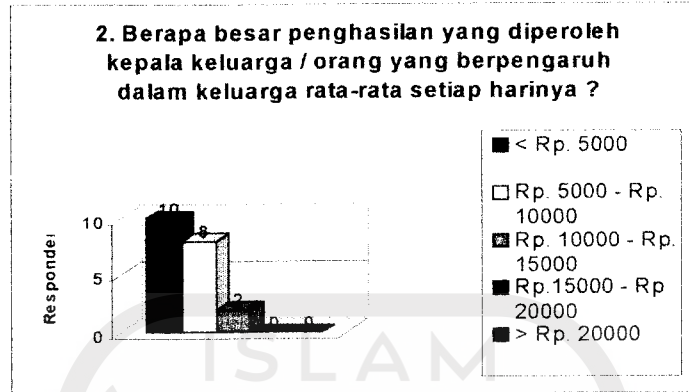 2. Berapa besar penghasilan yang diperoleh
kepala keluarga / orang yang berpengaruh
dalam keluarga rata-rata setiap harinya ?
< Rp. 5000
Rp. 5000 - Rp.
10000
Rp. 10000 - Rp.
15000
Rp.15000 - Rp
20000
> Rp. 20000
10
8
2
0 0
10
5
0
Responder
ISLAM